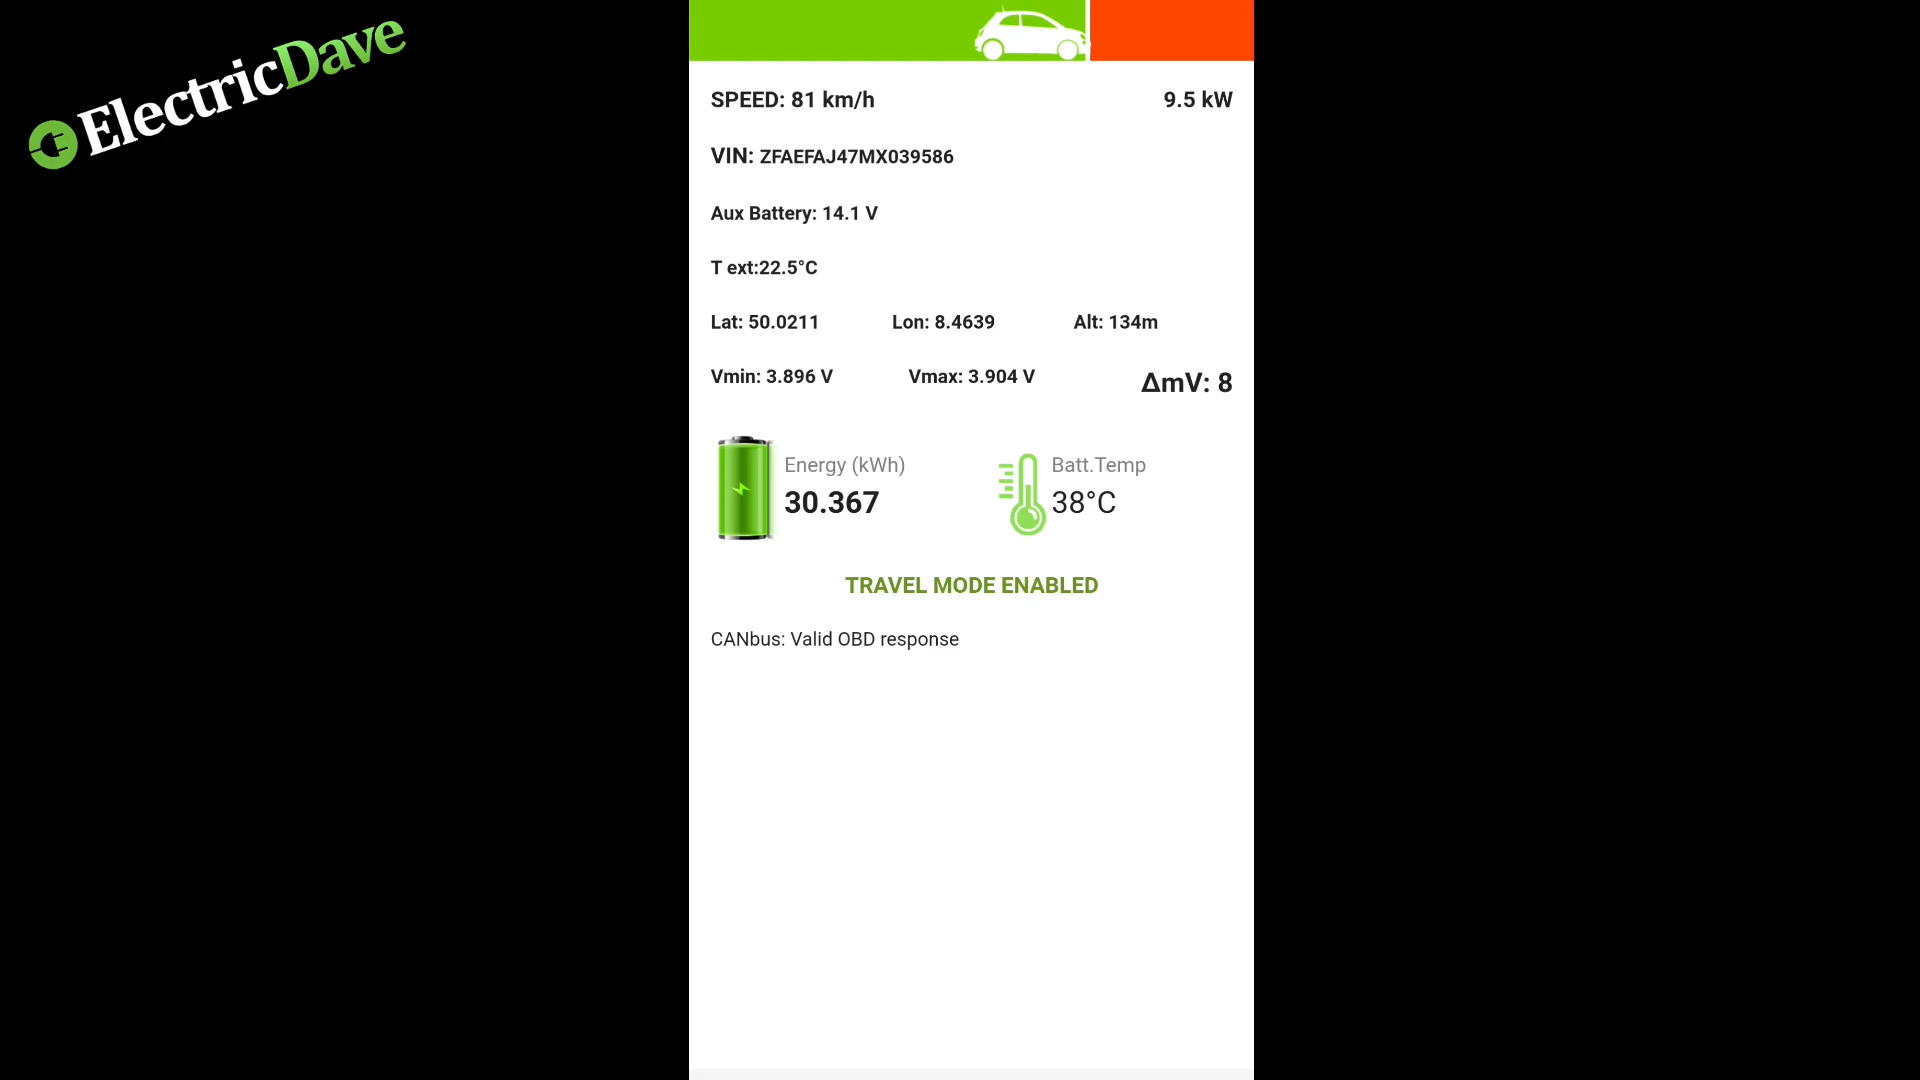 ElectricDave
SPEED: 81 km/h 9.5 kW
VIN: ZFAEFAJ47MX039586
Aux Battery: 14.1 V
T ext:22.5°C
Lat: 50.0211 Lon: 8.4639 Alt: 134m
Vmin: 3.896 V Vmax: 3.904 V ΔmV: 8
Energy (kWh) Batt.Temp
30.367 38°C
TRAVEL MODE ENABLED
CANbus: Valid OBD response